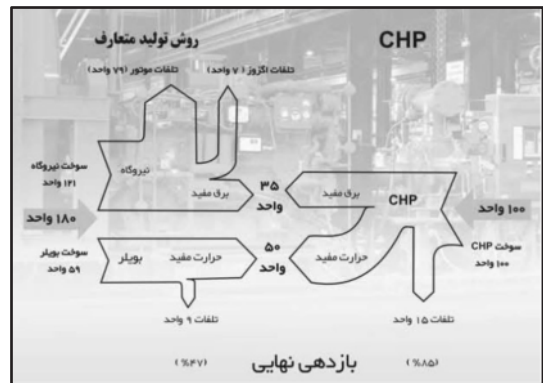 روش تولید متعارف
CHP
تلفات موتور (۷۹ واحد)
تلفات اگزوز (۷ واحد)
سوخت نیروگاه
۱۲۱ واحد
نیروگاه
برق مفید
۳۵
واحد
برق مفید
CHP
۱۸۰ واحد
۱۰۰ واحد
سوخت بویلر
۵۹ واحد
بویلر
حرارت مفید
۵۰
واحد
حرارت مفید
سوخت CHP
۱۰۰ واحد
تلفات ۹ واحد
تلفات ۱۵ واحد
(%۴۷)
بازدهی نهایی
(%۸۵)